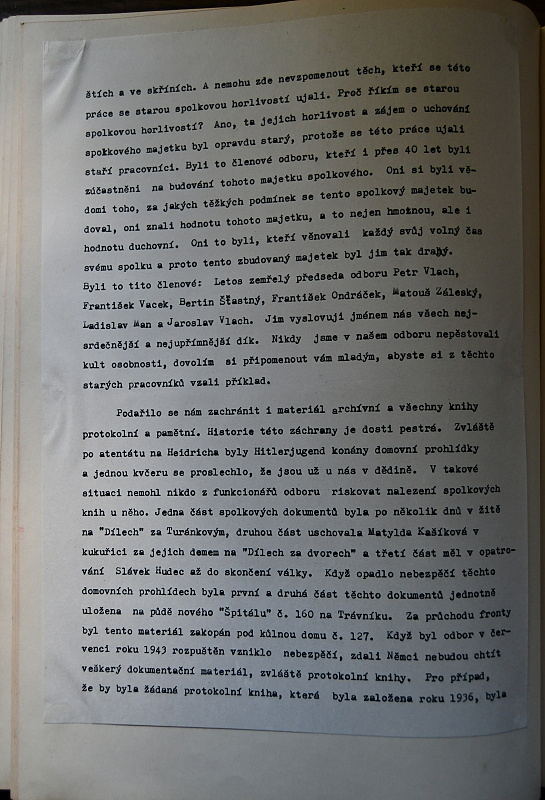 štích a ve skříních. A nemohu zde nevzpomenout těch, kteří se této
práce se starou spolkovou horlivostí ujali. Proč říkím se starou
spolkovou horlivostí? Ano, ta jejich horlivost a zájem o uchování
spolkového majetku byl opravdu starý, protože se této práce ujali
staří pracovníci. Byli to členové odboru, kteří i přes 40 let byli
zúčastněni na budování tohoto majetku spolkového. Oni si byli vě-
domi toho, za jakých těžkých podmínek se tento spolkový majetek bu-
doval, oni znali hodnotu tohoto majetku, a to nejen hmotnou, ale i
hodnotu duchovní. Oni to byli, kteří věnovali každý svůj volný čas
svému spolku a proto tento zbudovaný majetek byl jim tak drahý.
Byli to tito členové: Letos zemřelý předseda odboru Petr Vlach,
František Vacek, Bertin Šťastný, František Ondráček, Matouš Záleský,
Ladislav Man a Jaroslav Vlach. Jim vyslovuji jménem nás všech nej-
srdečnější a nejupřímnější dík. Nikdy jsme v našem odboru nepěstovali
kult osobnosti, dovolím si připomenout vám mladým, abyste si z těchto
starých pracovníků vzali příklad.
Podařilo se nám zachránit i materiál archívní a všechny knihy
protokolní a pamětní. Historie této záchrany je dosti pestrá. Zvláště
po atentátu na Heidricha byly Hitlerjugend konány domovní prohlídky
a jednou kvčeru se proslechlo, že jsou už u nás v dědině. V takové
situaci nemohl nikdo z funkcionářů odboru riskovat nalezení spolkových
knih u něho. Jedna část spolkových dokumentů byla po několik dnů v žitě
na "Dílech" za Turánkovým, druhou část uschovala Matylda Kašíková v
kukuřici za jejich domem na "Dílech za dvorech" a třetí část měl v opatro-
vání Slávek Hudec až do skončení války. Když opadlo nebezpečí těchto
domovních prohlídech byla první a druhá část těchto dokumentů jednotně
uložena na půdě nového "Špitálu" č. 160 na Trávníku. Za průchodu fronty
byl tento materiál zakopán pod kůlnou domu č. 127. Když byl odbor v čer-
venci roku 1943 rozpuštěn vzniklo nebezpečí, zdali Němci nebudou chtít
veškerý dokumentační materiál, zvláště protokolní knihy. Pro případ,
že by byla žádaná protokolní kniha, která byla založena roku 1936, byla